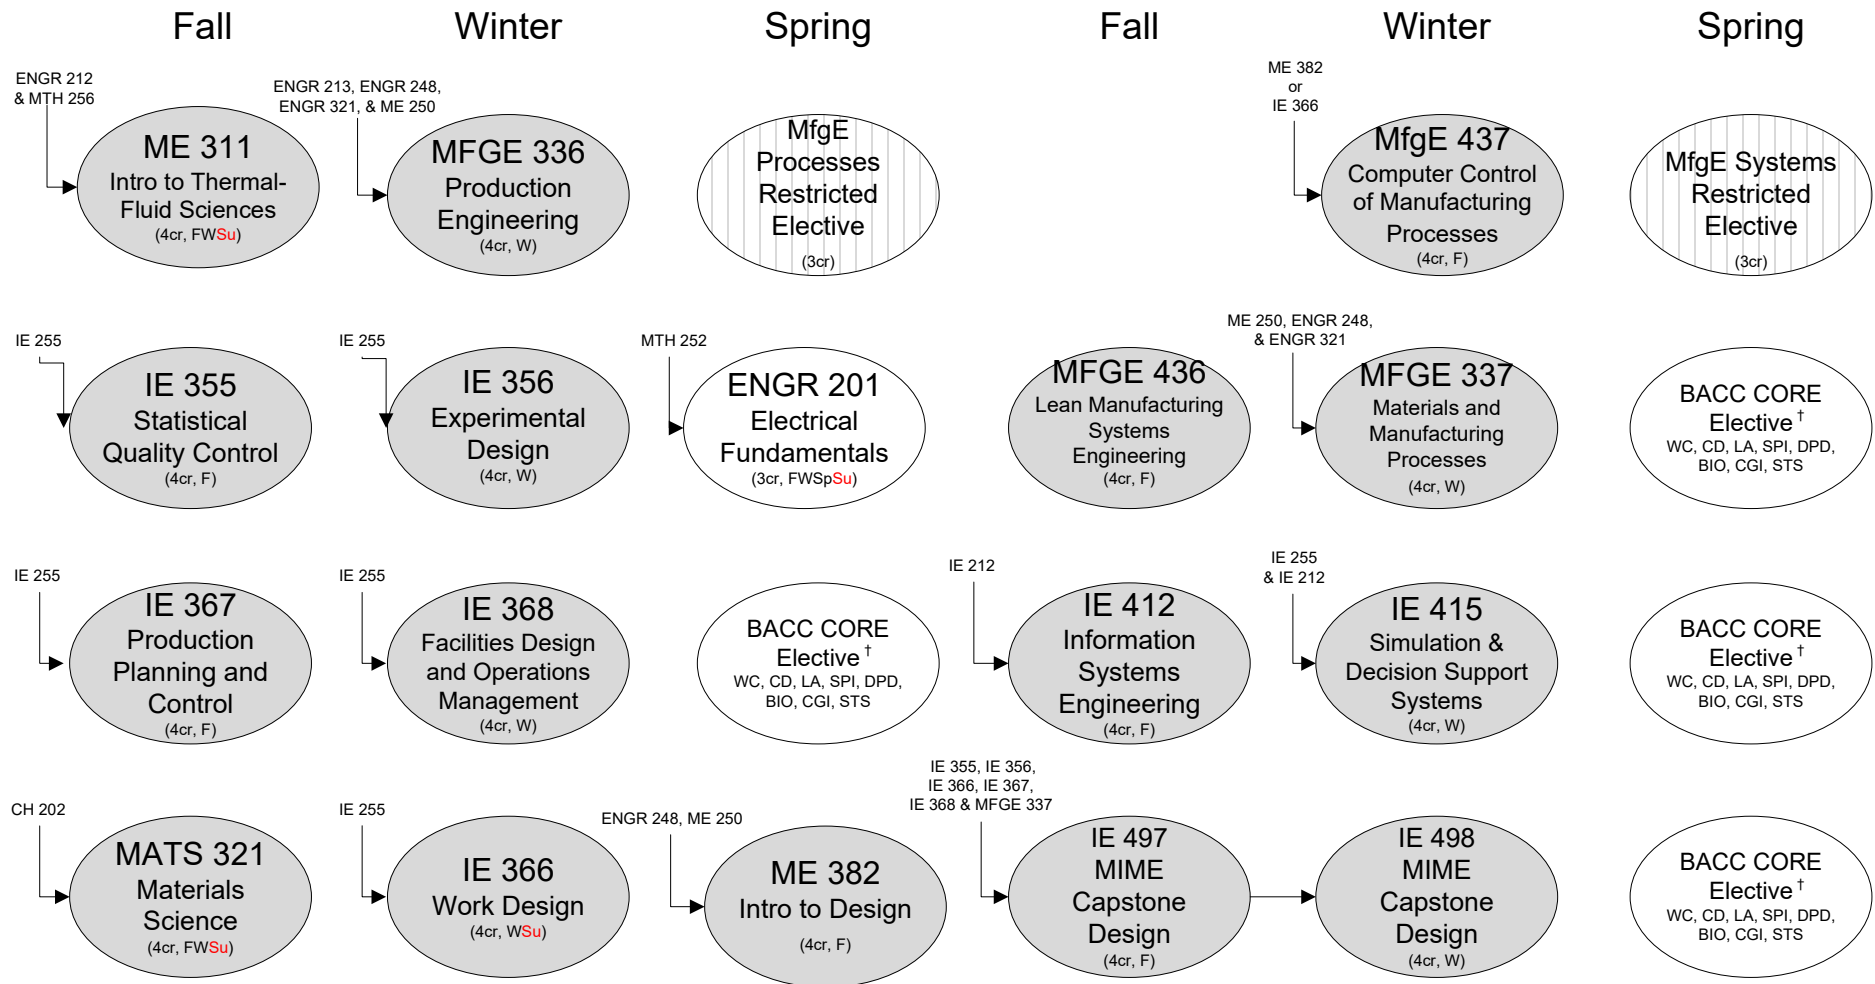 Fall
Winter
Spring
Fall
Winter
Spring
ENGR 212
& MTH 256
ME 311
Intro to Thermal-
Fluid Sciences
(4cr, FWSu)
ENGR 213, ENGR 248,
ENGR 321, & ME 250
MFGE 336
Production
Engineering
(4cr, W)
MfgE
Processes
Restricted
Elective
(3cr)
ME 382
or
IE 366
MfgE 437
Computer Control
of Manufacturing
Processes
(4cr, F)
MfgE Systems
Restricted
Elective
(3cr)
IE 255
IE 355
Statistical
Quality Control
(4cr, F)
IE 255
IE 356
Experimental
Design
(4cr, W)
MTH 252
ENGR 201
Electrical
Fundamentals
(3cr, FWSpSu)
MFGE 436
Lean Manufacturing
Systems
Engineering
(4cr, F)
ME 250, ENGR 248,
& ENGR 321
MFGE 337
Materials and
Manufacturing
Processes
(4cr, W)
BACC CORE
Elective †
WC, CD, LA, SPI, DPD,
BIO, CGI, STS
IE 255
IE 367
Production
Planning and
Control
(4cr, F)
IE 255
IE 368
Facilities Design
and Operations
Management
(4cr, W)
BACC CORE
Elective †
WC, CD, LA, SPI, DPD,
BIO, CGI, STS
IE 212
IE 412
Information
Systems
Engineering
(4cr, F)
IE 255
& IE 212
IE 415
Simulation &
Decision Support
Systems
(4cr, W)
BACC CORE
Elective †
WC, CD, LA, SPI, DPD,
BIO, CGI, STS
CH 202
MATS 321
Materials
Science
(4cr, FWSu)
IE 255
IE 366
Work Design
(4cr, WSu)
ENGR 248, ME 250
ME 382
Intro to Design
(4cr, F)
IE 355, IE 356,
IE 366, IE 367,
IE 368 & MFGE 337
IE 497
MIME
Capstone
Design
(4cr, F)
IE 498
MIME
Capstone
Design
(4cr, W)
BACC CORE
Elective †
WC, CD, LA, SPI, DPD,
BIO, CGI, STS